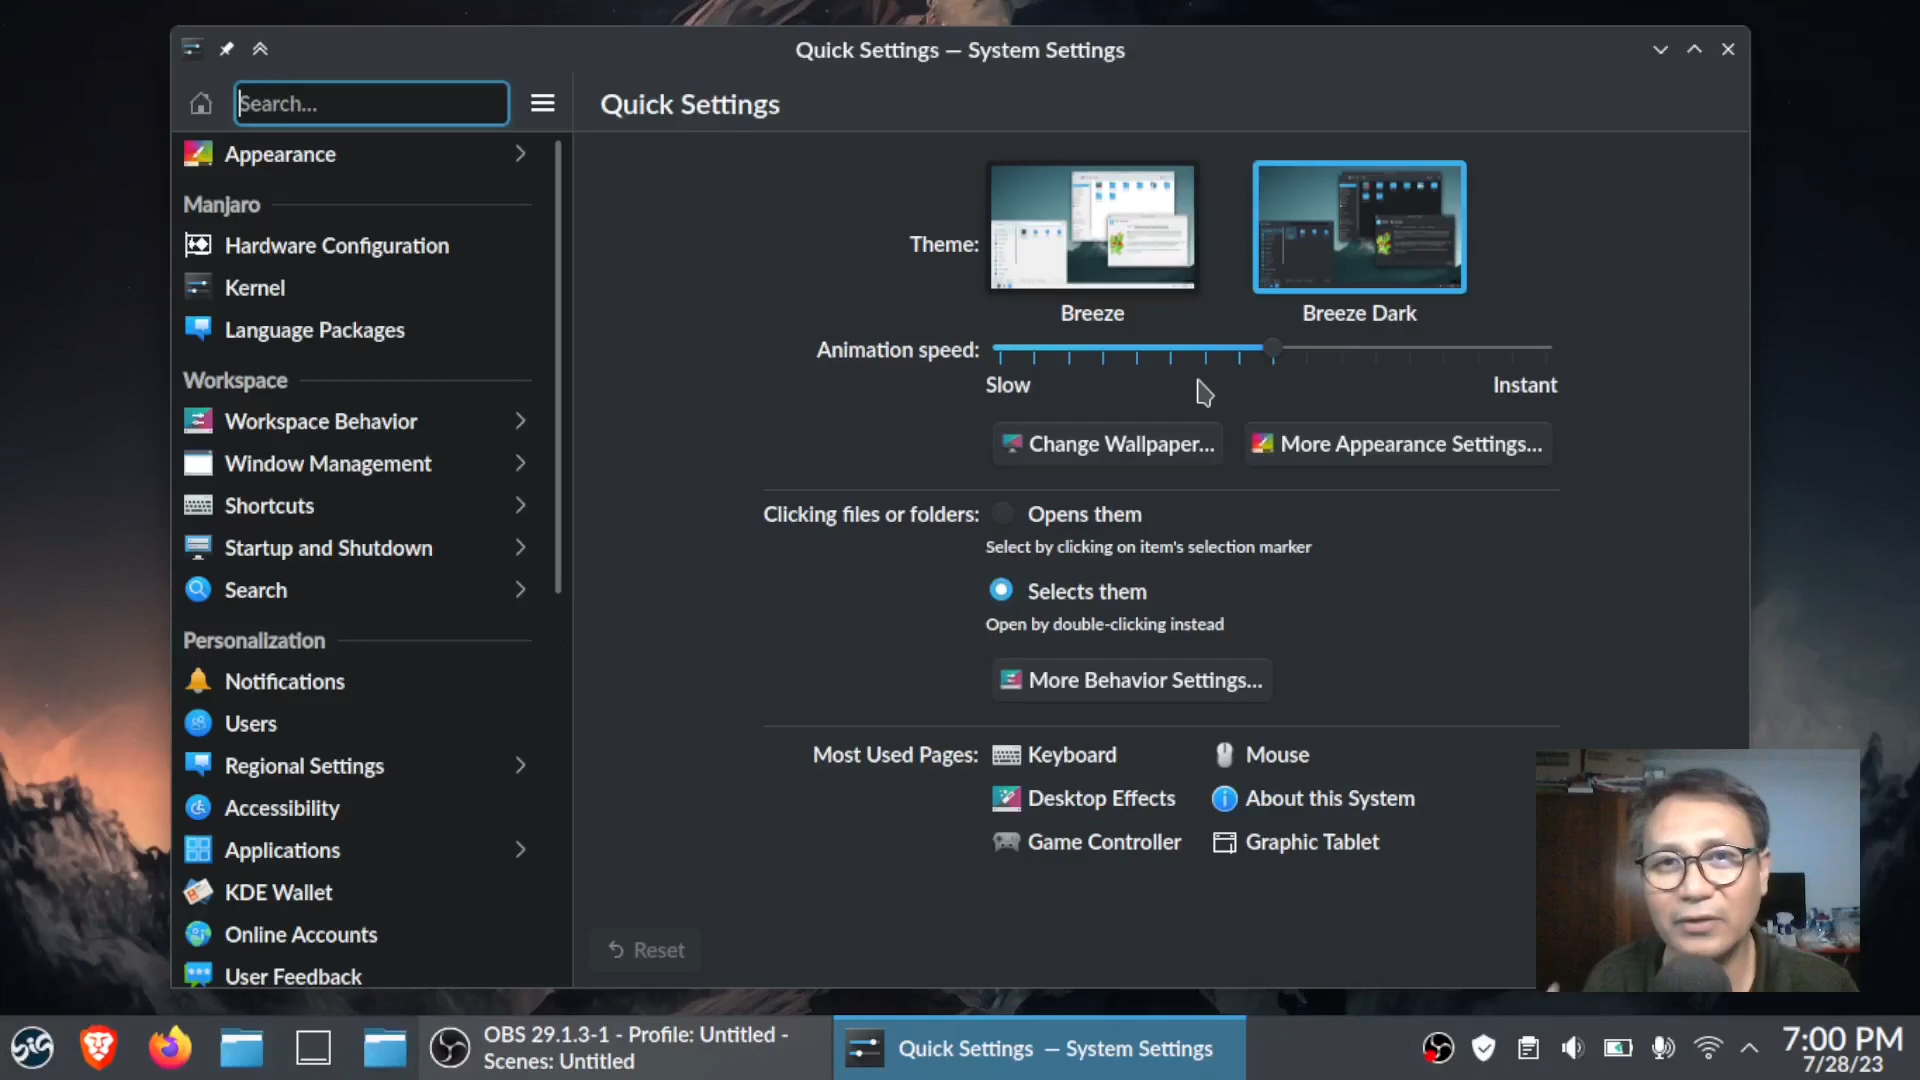 Quick Settings — System Settings
Search...
Quick Settings
Appearance
Manjaro
Hardware Configuration
Kernel
Language Packages
Workspace
Workspace Behavior
Window Management
Shortcuts
Startup and Shutdown
Search
Personalization
Notifications
Users
Regional Settings
Accessibility
Applications
KDE Wallet
Online Accounts
User Feedback
Theme:
Breeze
Breeze Dark
Animation speed:
Slow
Instant
Change Wallpaper...
More Appearance Settings...
Clicking files or folders:
Opens them
Select by clicking on item's selection marker
Selects them
Open by double-clicking instead
More Behavior Settings...
Most Used Pages:
Keyboard
Mouse
Desktop Effects
About this System
Game Controller
Graphic Tablet
Reset
SiG
OBS 29.1.3-1 - Profile: Untitled -
Scenes: Untitled
Quick Settings — System Settings
7:00 PM
7/28/23